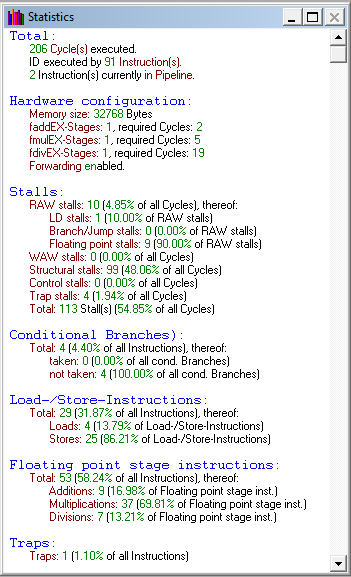 Statistics
Total:
206 Cycle(s) executed.
ID executed by 91 Instruction(s).
2 Instruction(s) currently in Pipeline.
Hardware configuration:
Memory size: 32768 Bytes
faddEX-Stages: 1, required Cycles: 2
fmulEX-Stages: 1, required Cycles: 5
fdivEX-Stages: 1, required Cycles: 19
Forwarding enabled.
Stalls:
RAW stalls: 10 (4.85% of all Cycles), thereof:
LD stalls: 1 (10.00% of RAW stalls)
Branch/Jump stalls: 0 (0.00% of RAW stalls)
Floating point stalls: 9 (90.00% of RAW stalls)
WAW stalls: 0 (0.00% of all Cycles)
Structural stalls: 99 (48.06% of all Cycles)
Control stalls: 0 (0.00% of all Cycles)
Trap stalls: 4 (1.94% of all Cycles)
Total: 113 Stall(s) (54.85% of all Cycles)
Conditional Branches):
Total: 4 (4.40% of all Instructions), thereof:
taken: 0 (0.00% of all cond. Branches)
not taken: 4 (100.00% of all cond. Branches)
Load-/Store-Instructions:
Total: 29 (31.87% of all Instructions), thereof:
Loads: 4 (13.79% of Load-/Store-Instructions)
Stores: 25 (86.21% of Load-/Store-Instructions)
Floating point stage instructions:
Total: 53 (58.24% of all Instructions), thereof:
Additions: 9 (16.98% of Floating point stage inst.)
Multiplications: 37 (69.81% of Floating point stage inst.)
Divisions: 7 (13.21% of Floating point stage inst.)
Traps:
Traps: 1 (1.10% of all Instructions)